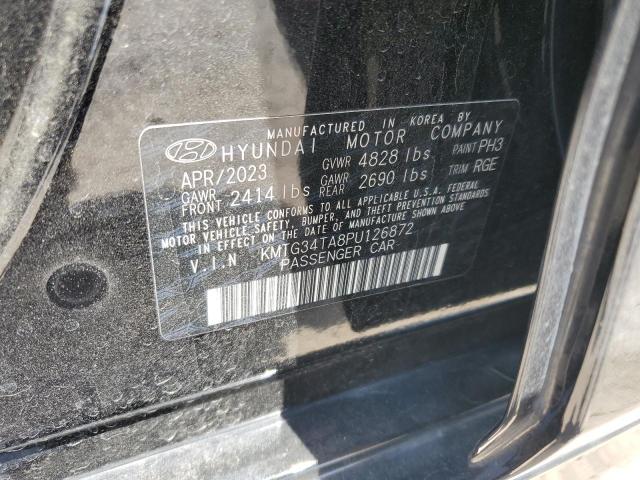 MANUFACTURED IN KOREA BY
HYUNDAI MOTOR COMPANY
APR/2023 GVWR 4828 lbs PAINT PH3
GAWR FRONT 2414 lbs GAWR REAR 2690 lbs TRIM RGE
THIS VEHICLE CONFORMS TO ALL APPLICABLE U.S.A. FEDERAL
MOTOR VEHICLE SAFETY, BUMPER, AND THEFT PREVENTION
STANDARDS IN EFFECT ON THE DATE OF MANUFACTURE SHOWN ABOVE.
V.I.N KMTG34TA8PU126872
PASSENGER CAR